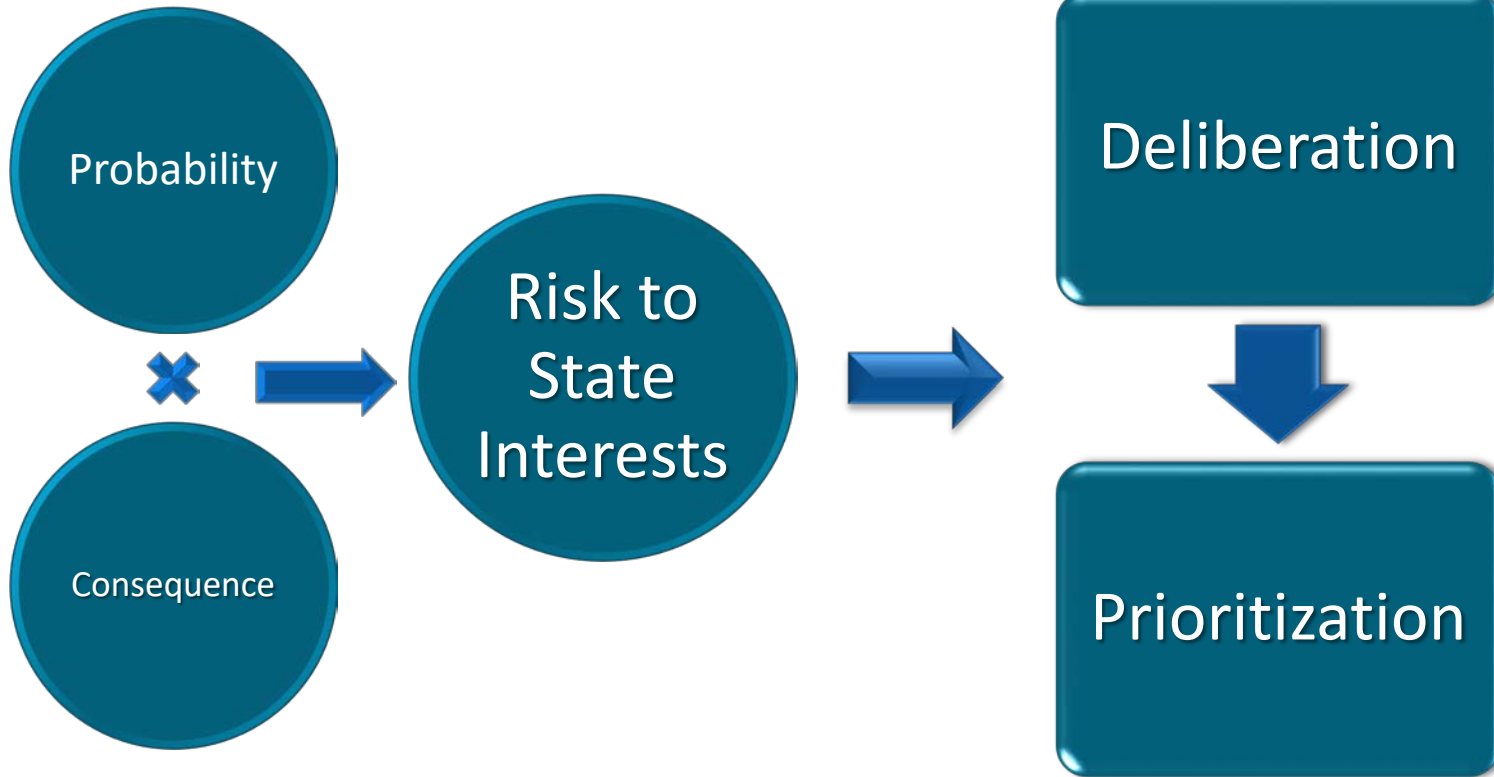 Probability
Consequence
Risk to
State
Interests
Deliberation
Prioritization